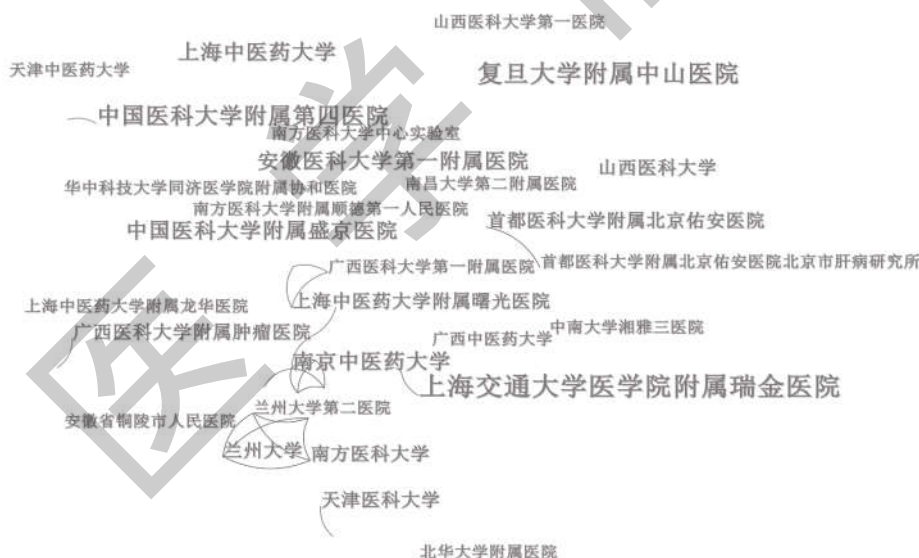 山西医科大学第一医院
上海中医药大学
天津中医药大学
复旦大学附属中山医院
中国医科大学附属第四医院
南方医科大学中心实验室
安徽医科大学第一附属医院
山西医科大学
华中科技大学同济医学院附属协和医院
南昌大学第二附属医院
南方医科大学附属顺德第一人民医院
首都医科大学附属北京佑安医院
中国医科大学附属盛京医院
首都医科大学附属北京佑安医院北京市肝病研究所
广西医科大学第一附属医院
上海中医药大学附属龙华医院
上海中医药大学附属曙光医院
广西医科大学附属肿瘤医院
广西中医药大学
中南大学湘雅三医院
南京中医药大学
上海交通大学医学院附属瑞金医院
兰州大学第二医院
安徽省铜陵市人民医院
兰州大学
南方医科大学
天津医科大学
北华大学附属医院
医学